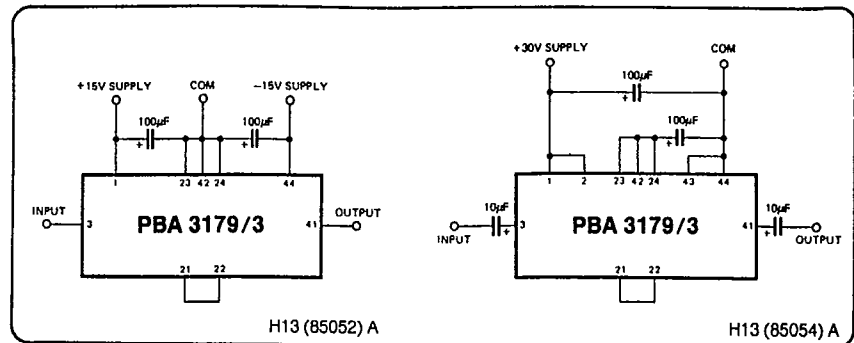 +15V SUPPLY
COM
−15V SUPPLY
100µF
+
100µF
+
1
23
42
24
44
INPUT
3
PBA 3179/3
41
OUTPUT
21
22
H13 (85052) A
+30V SUPPLY
COM
100µF
+
100µF
+
1
2
23
42
24
43
44
10µF
+
INPUT
3
PBA 3179/3
41
10µF
+
OUTPUT
21
22
H13 (85054) A